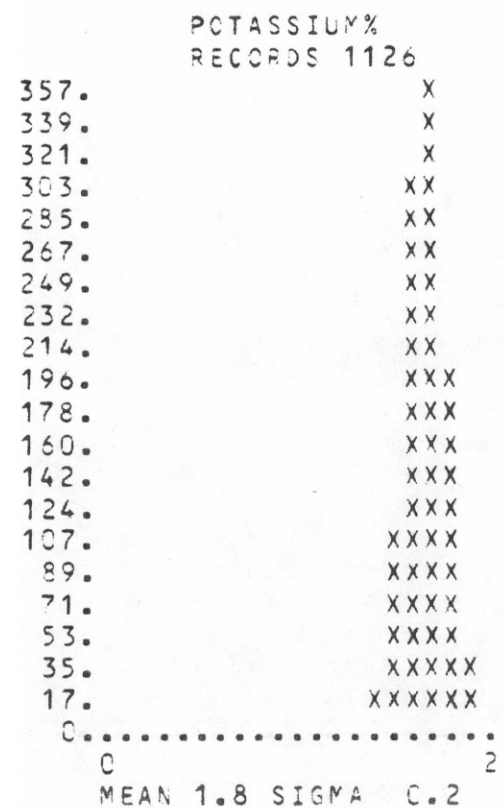 POTASSIUM%
RECORDS 1126
357. X
339. X
321. X
303. XX
285. XX
267. XX
249. XX
232. XX
214. XX
196. XXX
178. XXX
160. XXX
142. XXX
124. XXX
107. XXXX
89. XXXX
71. XXXX
53. XXXX
35. XXXXX
17. XXXXXX
0......................
0 2
MEAN 1.8 SIGMA 0.2